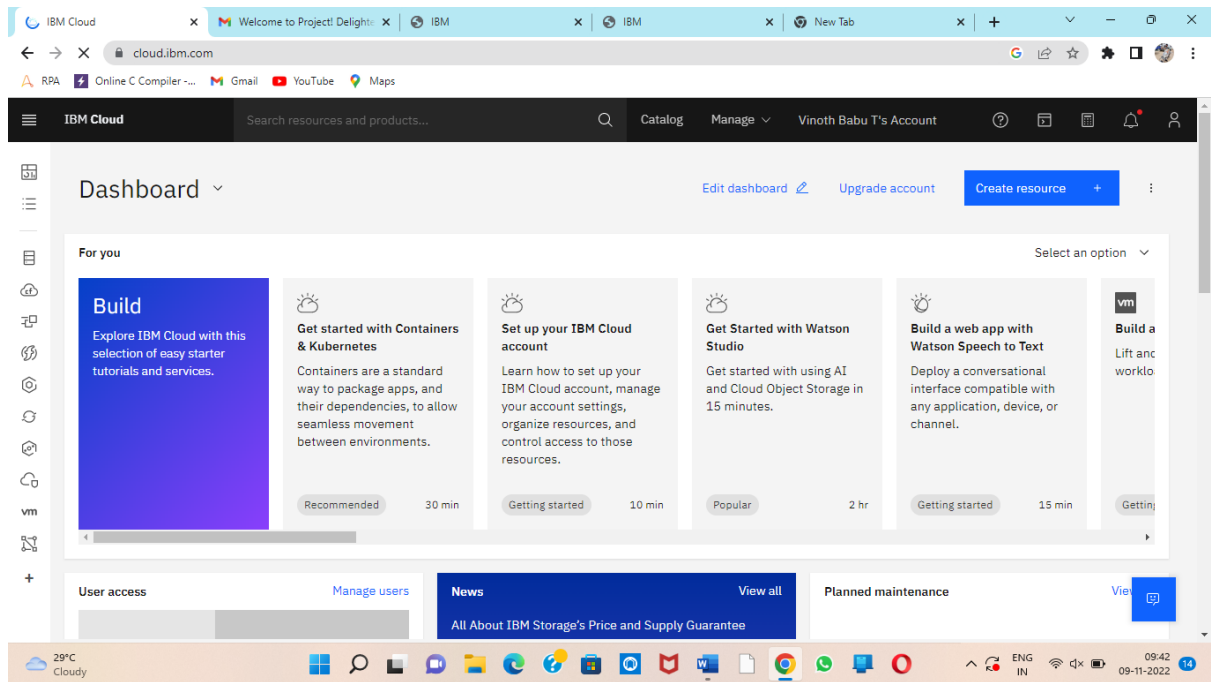 IBM Cloud
Welcome to Project! Delighte
IBM
IBM
New Tab
cloud.ibm.com
RPA
Online C Compiler -...
Gmail
YouTube
Maps
IBM Cloud
Search resources and products...
Catalog
Manage
Vinoth Babu T's Account
Dashboard
Edit dashboard
Upgrade account
Create resource +
For you
Select an option
Build
Explore IBM Cloud with this
selection of easy starter
tutorials and services.
Get started with Containers
& Kubernetes
Containers are a standard
way to package apps, and
their dependencies, to allow
seamless movement
between environments.
Recommended
30 min
Set up your IBM Cloud
account
Learn how to set up your
IBM Cloud account, manage
your account settings,
organize resources, and
control access to those
resources.
Getting started
10 min
Get Started with Watson
Studio
Get started with using AI
and Cloud Object Storage in
15 minutes.
Popular
2 hr
Build a web app with
Watson Speech to Text
Deploy a conversational
interface compatible with
any application, device, or
channel.
Getting started
15 min
vm
Build a
Lift and
worklo
Getting
vm
User access
Manage users
News
View all
All About IBM Storage's Price and Supply Guarantee
Planned maintenance
View
29°C
Cloudy
ENG
IN
09:42
09-11-2022
14